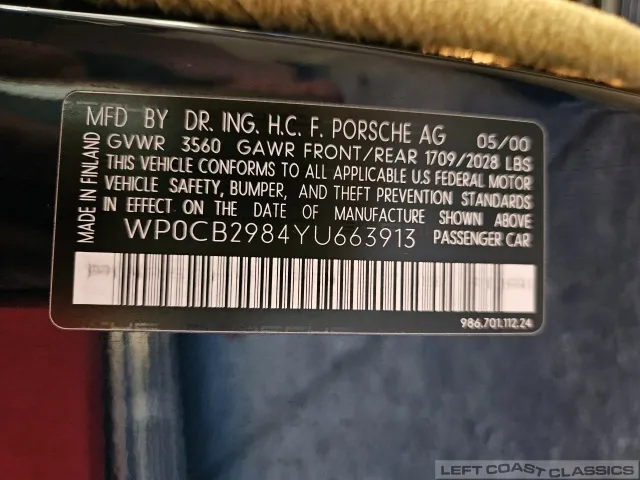 MFD BY DR. ING. H.C. F. PORSCHE AG 05/00
GVWR 3560 GAWR FRONT/REAR 1709/2028 LBS
THIS VEHICLE CONFORMS TO ALL APPLICABLE U.S FEDERAL MOTOR
VEHICLE SAFETY, BUMPER, AND THEFT PREVENTION STANDARDS
IN EFFECT ON THE DATE OF MANUFACTURE SHOWN ABOVE
WP0CB2984YU663913 PASSENGER CAR
MADE IN FINLAND
986.701.112.24
LEFT COAST CLASSICS